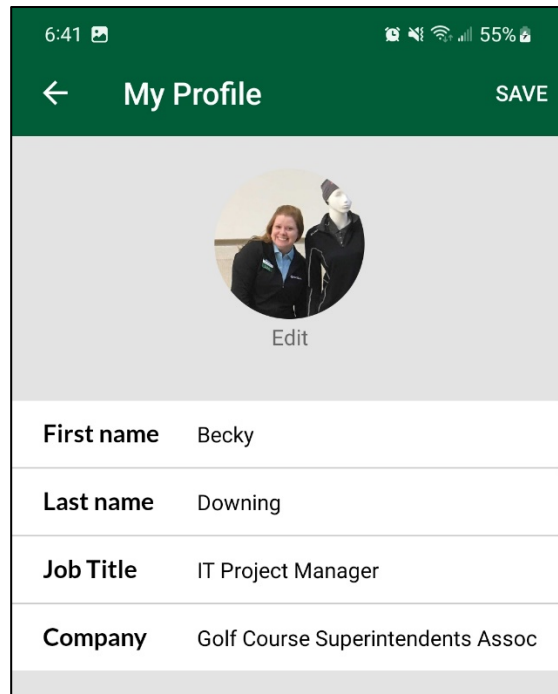 6:41 55%
My Profile SAVE
Edit
First name Becky
Last name Downing
Job Title IT Project Manager
Company Golf Course Superintendents Assoc